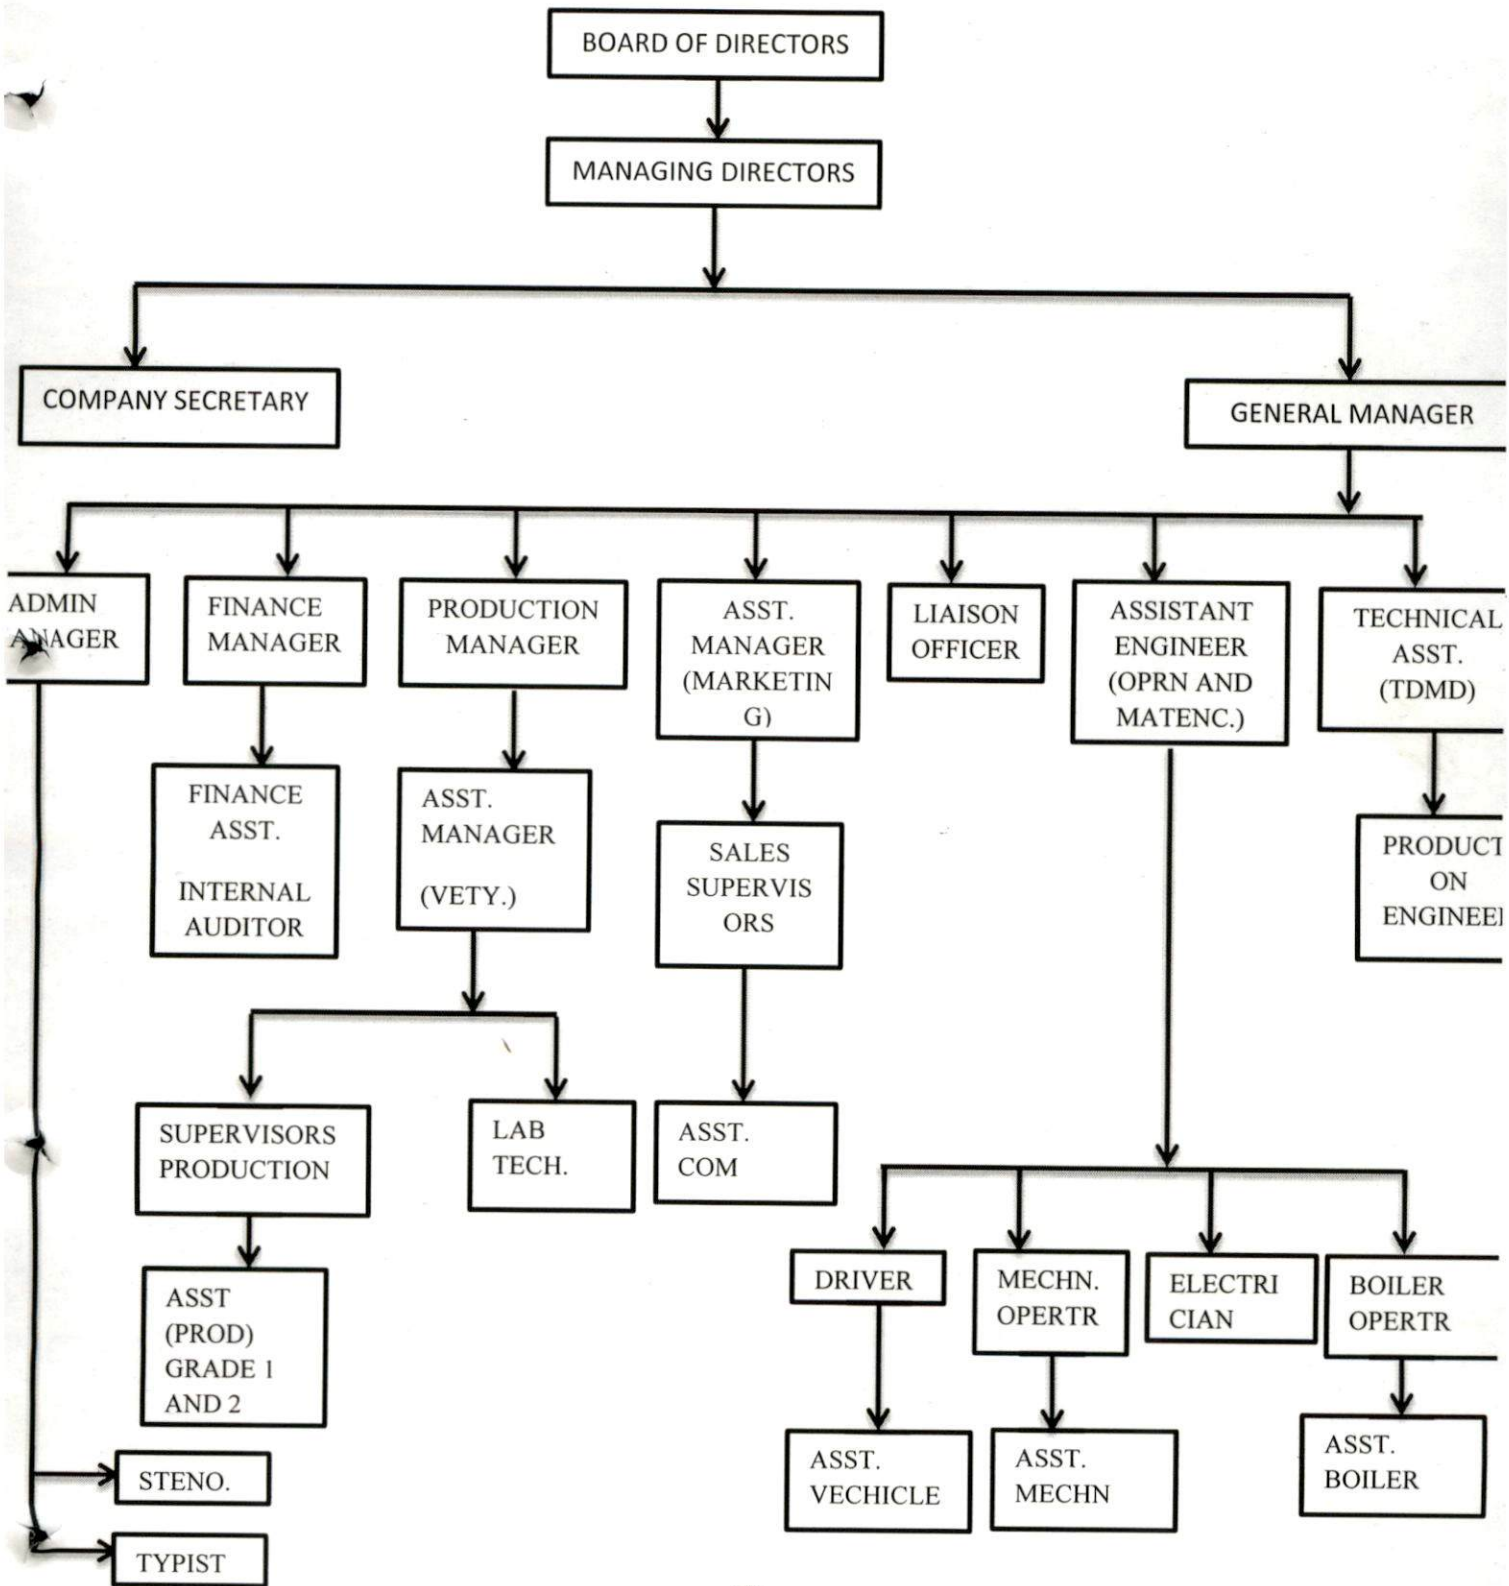 BOARD OF DIRECTORS
MANAGING DIRECTORS
COMPANY SECRETARY
GENERAL MANAGER
ADMIN
ANAGER
FINANCE
MANAGER
PRODUCTION
MANAGER
ASST.
MANAGER
(MARKETIN
G)
LIAISON
OFFICER
ASSISTANT
ENGINEER
(OPRN AND
MATENC.)
TECHNICAL
ASST.
(TDMD)
FINANCE
ASST.
INTERNAL
AUDITOR
ASST.
MANAGER
(VETY.)
SALES
SUPERVIS
ORS
PRODUCT
ON
ENGINEE
SUPERVISORS
PRODUCTION
LAB
TECH.
ASST.
COM
ASST
(PROD)
GRADE 1
AND 2
DRIVER
MECHN.
OPERTR
ELECTRI
CIAN
BOILER
OPERTR
ASST.
VECHICLE
ASST.
MECHN
ASST.
BOILER
STENO.
TYPIST